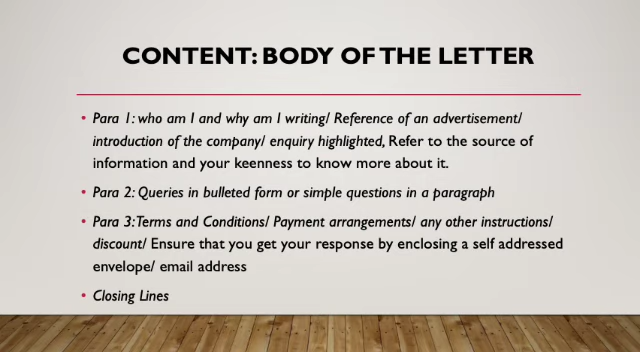 CONTENT: BODY OF THE LETTER
• Para 1: who am I and why am I writing/ Reference of an advertisement/
introduction of the company/ enquiry highlighted, Refer to the source of
information and your keenness to know more about it.
• Para 2: Queries in bulleted form or simple questions in a paragraph
• Para 3:Terms and Conditions/ Payment arrangements/ any other instructions/
discount/ Ensure that you get your response by enclosing a self addressed
envelope/ email address
• Closing Lines